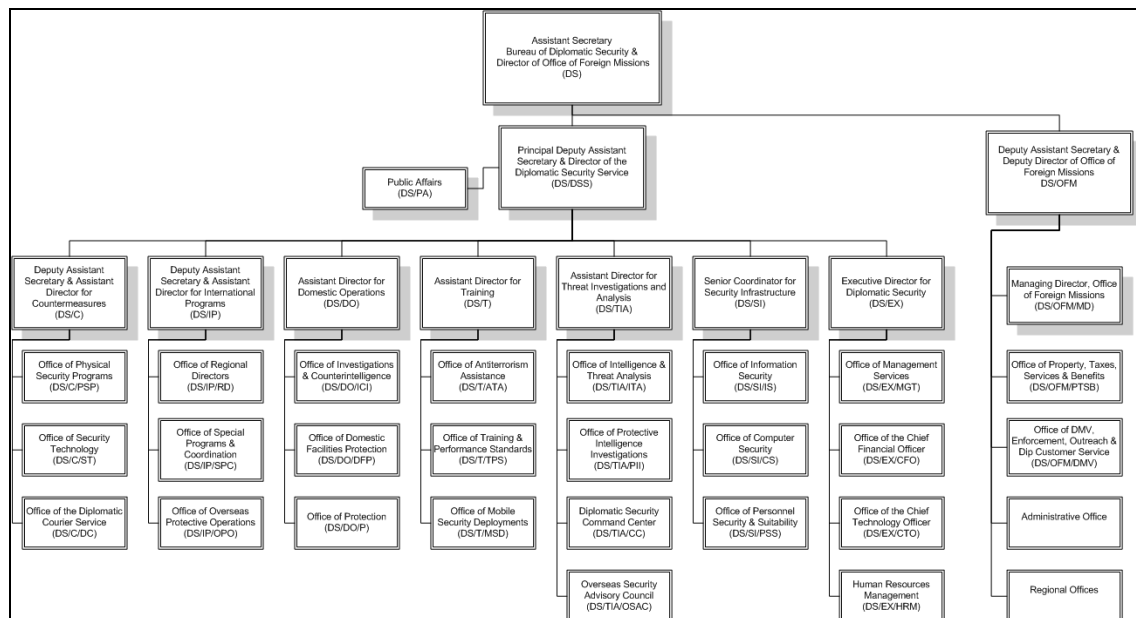 Assistant Secretary
Bureau of Diplomatic Security &
Director of Office of Foreign Missions
(DS)
Principal Deputy Assistant
Secretary & Director of the
Diplomatic Security Service
(DS/DSS)
Public Affairs
(DS/PA)
Deputy Assistant Secretary &
Deputy Director of Office of
Foreign Missions
DS/OFM
Deputy Assistant
Secretary & Assistant
Director for
Countermeasures
(DS/C)
Deputy Assistant
Secretary & Assistant
Director for International
Programs
(DS/IP)
Assistant Director for
Domestic Operations
(DS/DO)
Assistant Director for
Training
(DS/T)
Assistant Director for
Threat Investigations and
Analysis
(DS/TIA)
Senior Coordinator for
Security Infrastructure
(DS/SI)
Executive Director for
Diplomatic Security
(DS/EX)
Managing Director, Office
of Foreign Missions
(DS/OFM/MD)
Office of Physical
Security Programs
(DS/C/PSP)
Office of Security
Technology
(DS/C/ST)
Office of the Diplomatic
Courier Service
(DS/C/DC)
Office of Regional
Directors
(DS/IP/RD)
Office of Special
Programs &
Coordination
(DS/IP/SPC)
Office of Overseas
Protective Operations
(DS/IP/OPO)
Office of Investigations
& Counterintelligence
(DS/DO/ICI)
Office of Domestic
Facilities Protection
(DS/DO/DFP)
Office of Protection
(DS/DO/P)
Office of Antiterrorism
Assistance
(DS/T/ATA)
Office of Training &
Performance Standards
(DS/T/TPS)
Office of Mobile
Security Deployments
(DS/T/MSD)
Office of Intelligence &
Threat Analysis
(DS/TIA/ITA)
Office of Protective
Intelligence
Investigations
(DS/TIA/PII)
Diplomatic Security
Command Center
(DS/TIA/CC)
Overseas Security
Advisory Council
(DS/TIA/OSAC)
Office of Information
Security
(DS/SI/IS)
Office of Computer
Security
(DS/SI/CS)
Office of Personnel
Security & Suitability
(DS/SI/PSS)
Office of Management
Services
(DS/EX/MGT)
Office of the Chief
Financial Officer
(DS/EX/CFO)
Office of the Chief
Technology Officer
(DS/EX/CTO)
Human Resources
Management
(DS/EX/HRM)
Office of Property, Taxes,
Services & Benefits
(DS/OFM/PTSB)
Office of DMV,
Enforcement, Outreach &
Dip Customer Service
(DS/OFM/DMV)
Administrative Office
Regional Offices